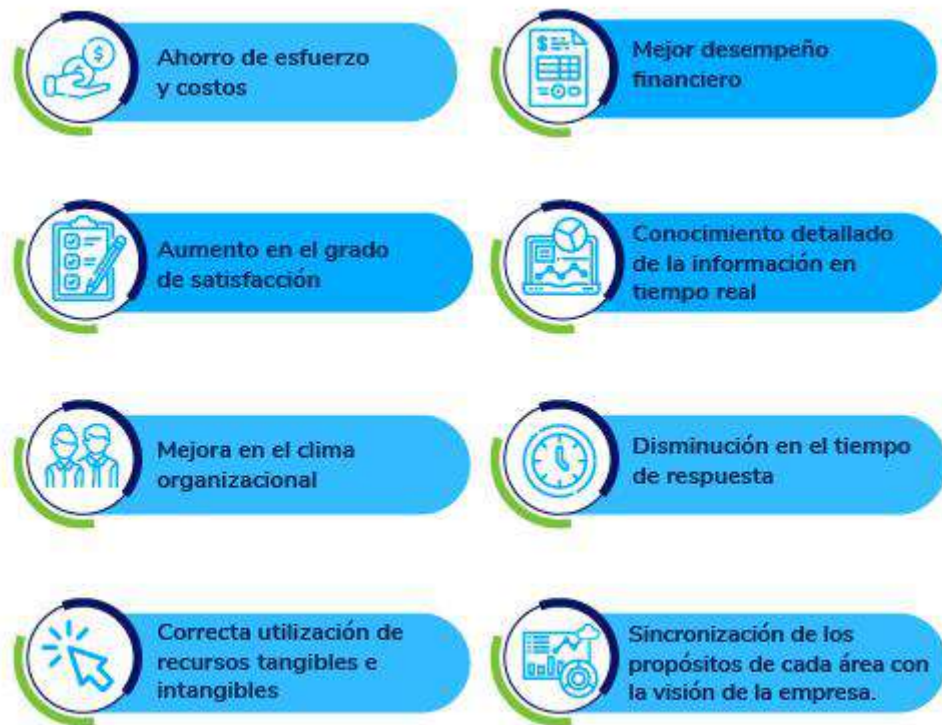 Ahorro de esfuerzo
y costos
Mejor desempeño
financiero
Aumento en el grado
de satisfacción
Conocimiento detallado
de la información en
tiempo real
Mejora en el clima
organizacional
Disminución en el tiempo
de respuesta
Correcta utilización de
recursos tangibles e
intangibles
Sincronización de los
propósitos de cada área con
la visión de la empresa.